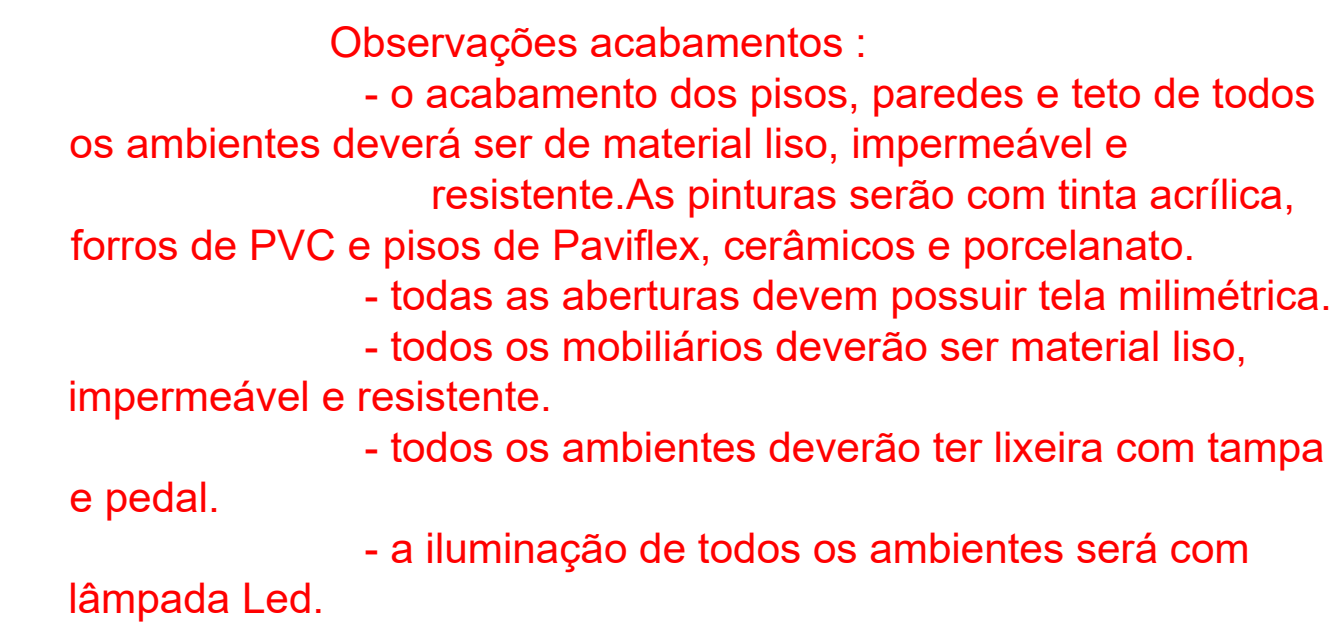 Observações acabamentos :
- o acabamento dos pisos, paredes e teto de todos
os ambientes deverá ser de material liso, impermeável e
resistente.As pinturas serão com tinta acrílica,
forros de PVC e pisos de Paviflex, cerâmicos e porcelanato.
- todas as aberturas devem possuir tela milimétrica.
- todos os mobiliários deverão ser material liso,
impermeável e resistente.
- todos os ambientes deverão ter lixeira com tampa
e pedal.
- a iluminação de todos os ambientes será com
lâmpada Led.